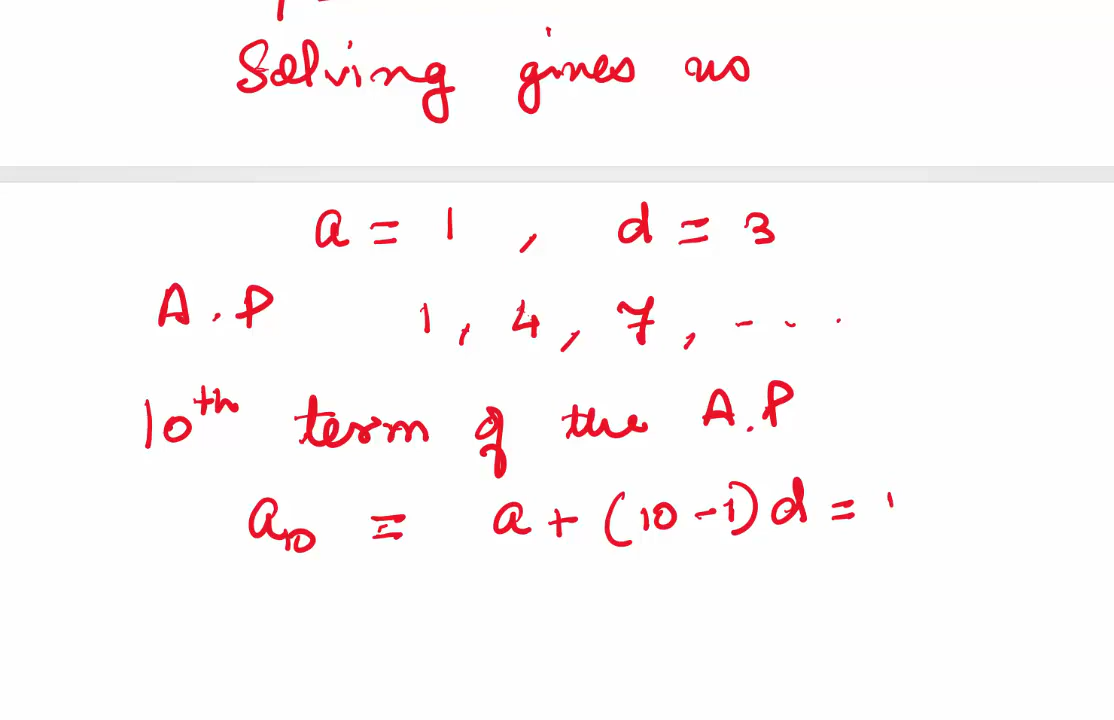 Solving gives us
a = 1 , d = 3
A.P 1, 4, 7, - - .
10th term of the A.P
a10 = a + (10-1)d =